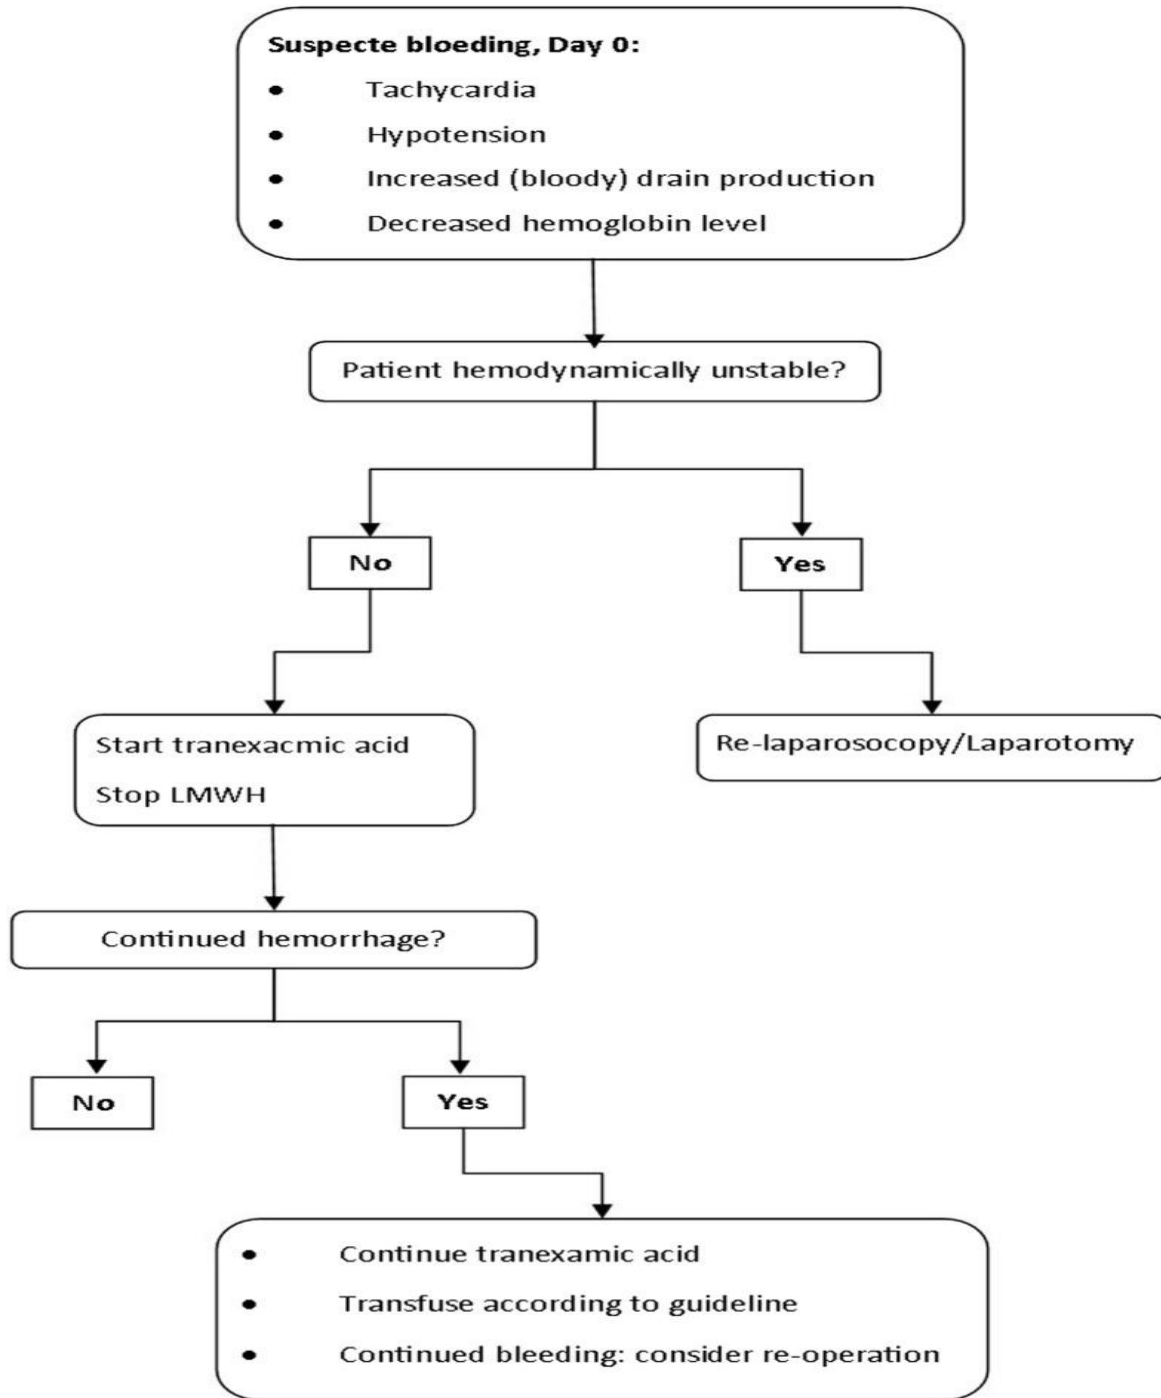 Suspecte bloeding, Day 0:
• Tachycardia
• Hypotension
• Increased (bloody) drain production
• Decreased hemoglobin level
Patient hemodynamically unstable?
No
Yes
Start tranexacmic acid
Stop LMWH
Re-laparosocopy/Laparotomy
Continued hemorrhage?
No
Yes
• Continue tranexamic acid
• Transfuse according to guideline
• Continued bleeding: consider re-operation